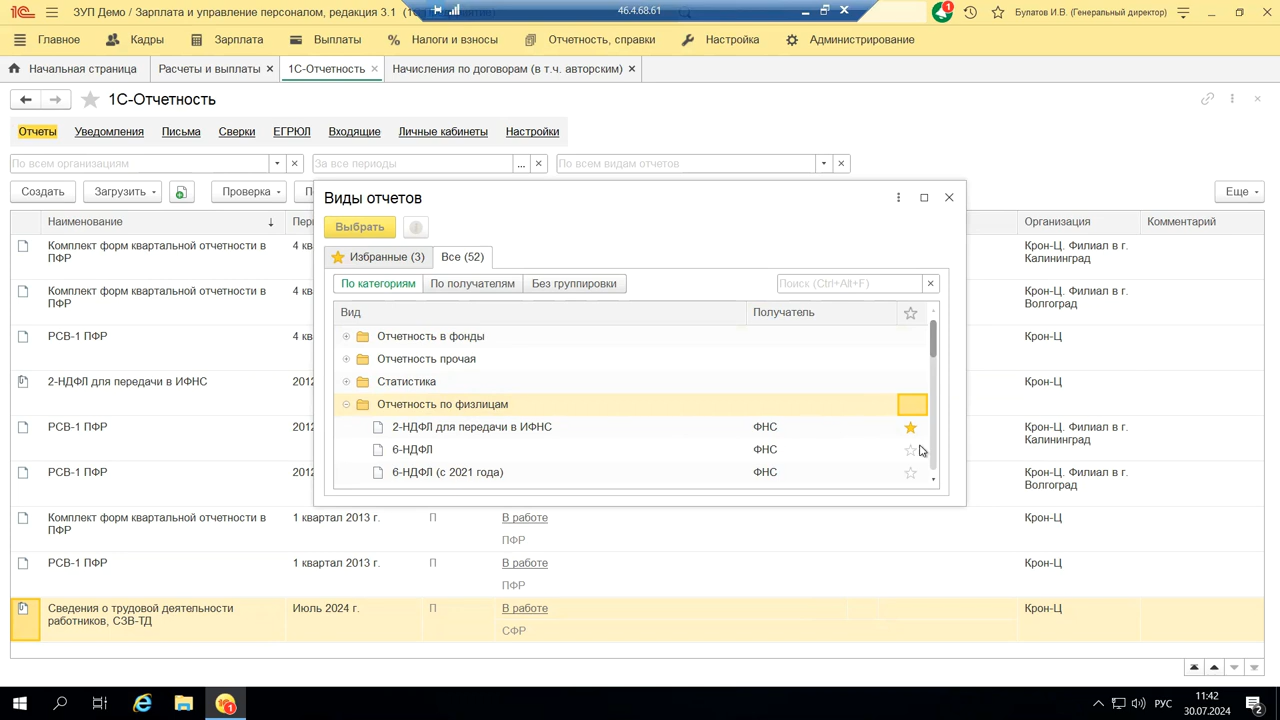 ЗУП Демо / Зарплата и управление персоналом, редакция 3.1 (1С
46.4.68.61
1
Булатов И.В. (Генеральный директор)
Главное Кадры Зарплата Выплаты Налоги и взносы Отчетность, справки Настройка Администрирование
Начальная страница Расчеты и выплаты 1С-Отчетность Начисления по договорам (в т.ч. авторским)
1С-Отчетность
Отчеты Уведомления Письма Сверки ЕГРЮЛ Входящие Личные кабинеты Настройки
По всем организациям За все периоды ... По всем видам отчетов
Создать Загрузить Проверка Еще
Наименование Организация Комментарий
Комплект форм квартальной отчетности в ПФР 4 кв Крон-Ц. Филиал в г. Калининград
Комплект форм квартальной отчетности в ПФР 4 кв Крон-Ц. Филиал в г. Волгоград
РСВ-1 ПФР 4 кв Крон-Ц
2-НДФЛ для передачи в ИФНС 2012 Крон-Ц
РСВ-1 ПФР 2012 Крон-Ц. Филиал в г. Калининград
РСВ-1 ПФР 2012 Крон-Ц. Филиал в г. Волгоград
Комплект форм квартальной отчетности в ПФР 1 квартал 2013 г. П В работе ПФР Крон-Ц
РСВ-1 ПФР 1 квартал 2013 г. П В работе ПФР Крон-Ц
Сведения о трудовой деятельности работников, СЗВ-ТД Июль 2024 г. П В работе СФР Крон-Ц
Виды отчетов
Выбрать
Избранные (3) Все (52)
По категориям По получателям Без группировки Поиск (Ctrl+Alt+F)
Вид Получатель
Отчетность в фонды
Отчетность прочая
Статистика
Отчетность по физлицам
2-НДФЛ для передачи в ИФНС ФНС
6-НДФЛ ФНС
6-НДФЛ (с 2021 года) ФНС
1
РУС
11:42
30.07.2024
2